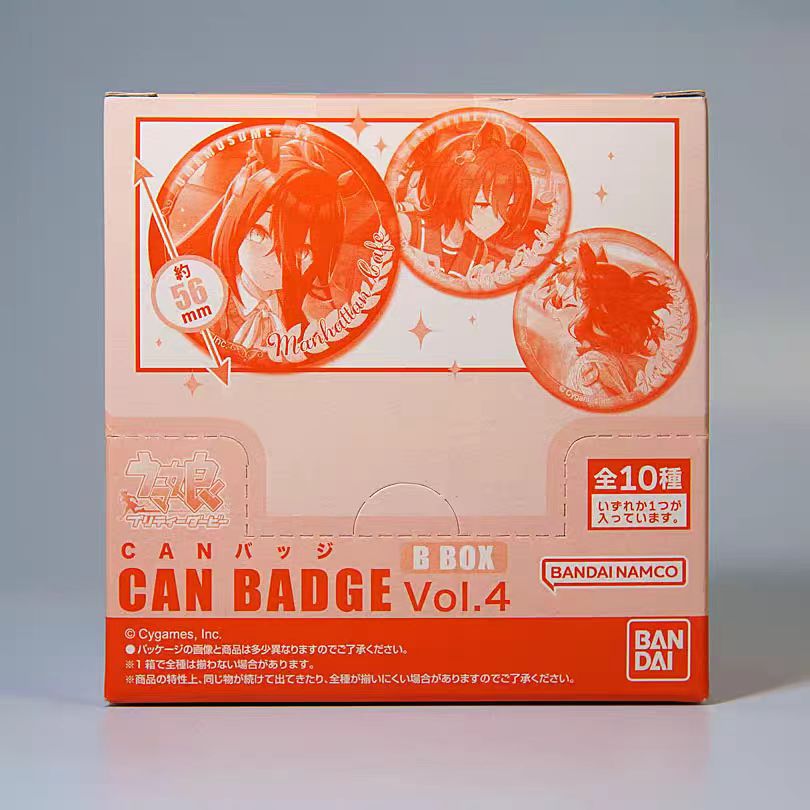 UMAMUSUME
約
56
mm
Manhattan Cafe
© Cygames, Inc.
ウマ娘
プリティーダービー
全10種
いずれか1つが
入っています。
CANバッジ
B BOX
CAN BADGE Vol.4
BANDAI NAMCO
© Cygames, Inc.
●パッケージの画像と商品は多少異なりますのでご了承ください。
※1箱で全種は揃わない場合があります。
※商品の特性上、同じ物が続けて出てきたり、全種が揃いにくい場合がありますのでご了承ください。
BAN
DAI